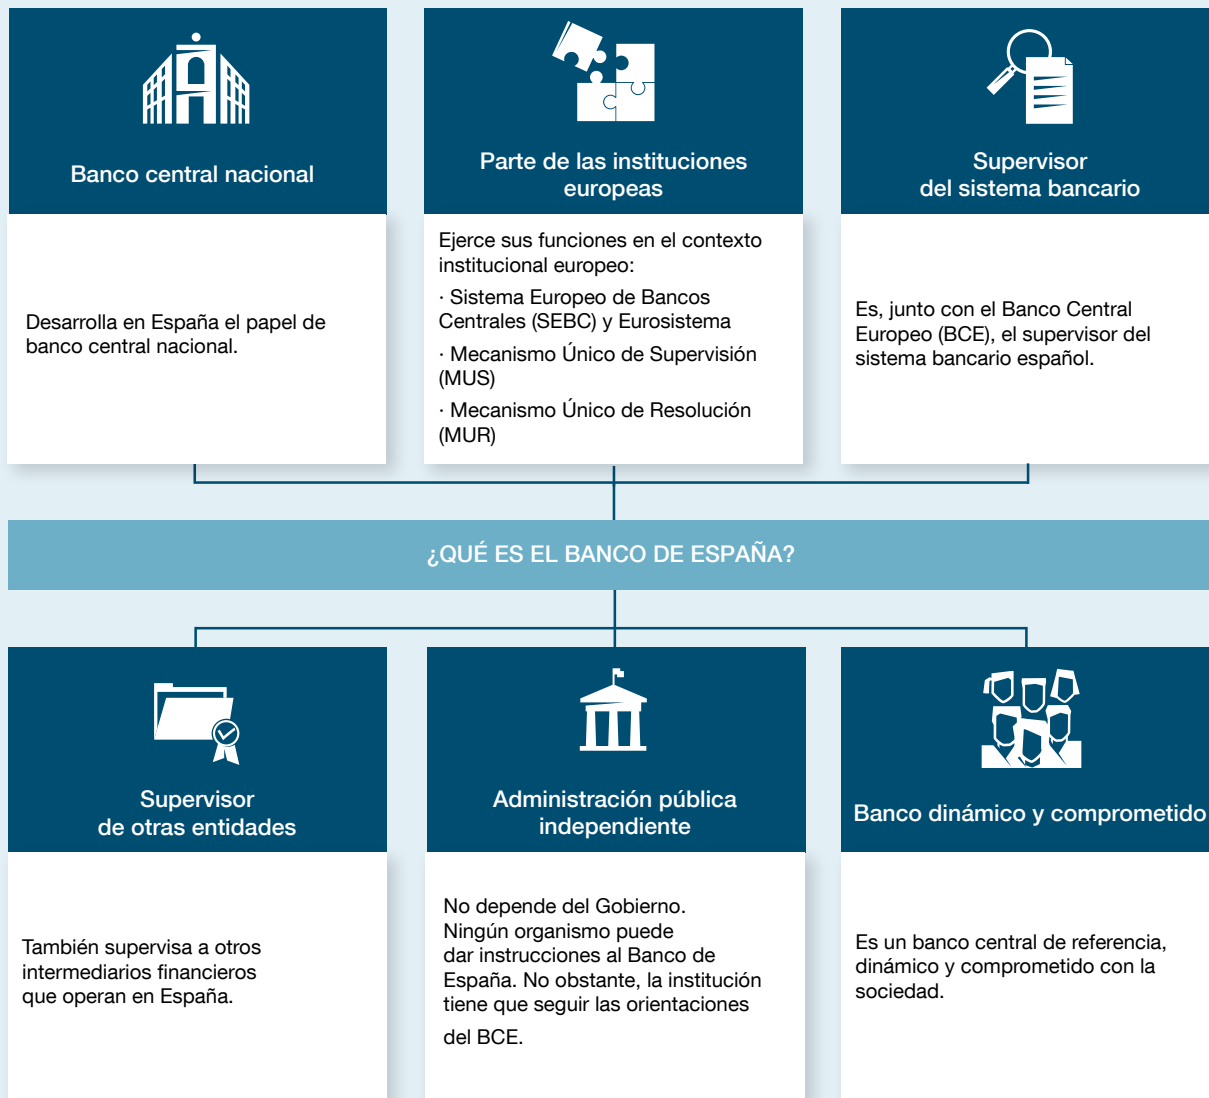 Banco central nacional
Desarrolla en España el papel de
banco central nacional.
Parte de las instituciones
europeas
Ejerce sus funciones en el contexto
institucional europeo:
· Sistema Europeo de Bancos
Centrales (SEBC) y Eurosistema
· Mecanismo Único de Supervisión
(MUS)
· Mecanismo Único de Resolución
(MUR)
Supervisor
del sistema bancario
Es, junto con el Banco Central
Europeo (BCE), el supervisor del
sistema bancario español.
¿QUÉ ES EL BANCO DE ESPAÑA?
Supervisor
de otras entidades
También supervisa a otros
intermediarios financieros
que operan en España.
Administración pública
independiente
No depende del Gobierno.
Ningún organismo puede
dar instrucciones al Banco de
España. No obstante, la institución
tiene que seguir las orientaciones
del BCE.
Banco dinámico y comprometido
Es un banco central de referencia,
dinámico y comprometido con la
sociedad.